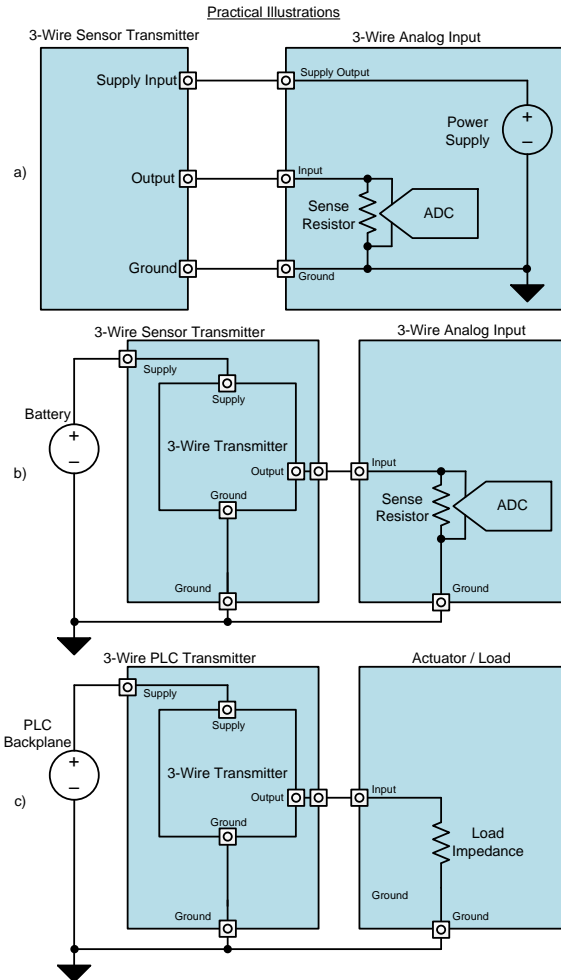 Practical Illustrations
3-Wire Sensor Transmitter
3-Wire Analog Input
Supply Input
Supply Output
Power
Supply
+
–
a)
Output
Input
Sense
Resistor
ADC
Ground
Ground
3-Wire Sensor Transmitter
3-Wire Analog Input
Supply
Supply
Battery
+
–
3-Wire Transmitter
b)
Output
Input
Ground
Sense
Resistor
ADC
Ground
Ground
3-Wire PLC Transmitter
Actuator / Load
Supply
Supply
PLC
Backplane
+
–
3-Wire Transmitter
c)
Output
Input
Ground
Load
Impedance
Ground
Ground
Ground